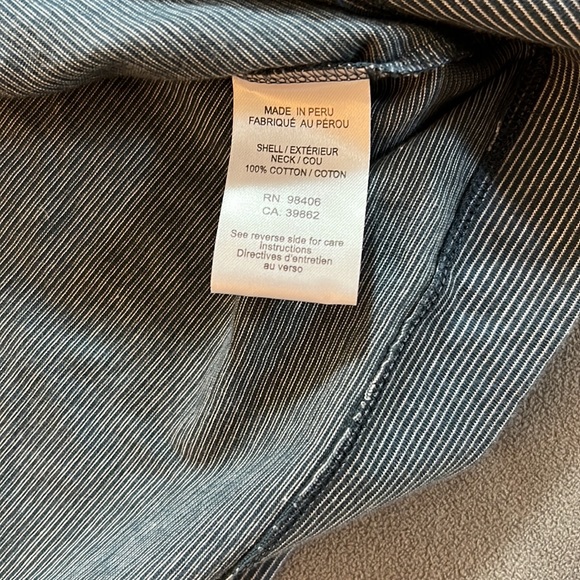 MADE IN PERU
FABRIQUÉ AU PÉROU
SHELL / EXTÉRIEUR
NECK / COU
100% COTTON / COTON
RN: 98406
CA: 39862
See reverse side for care
instructions
Directives d'entretien
au verso